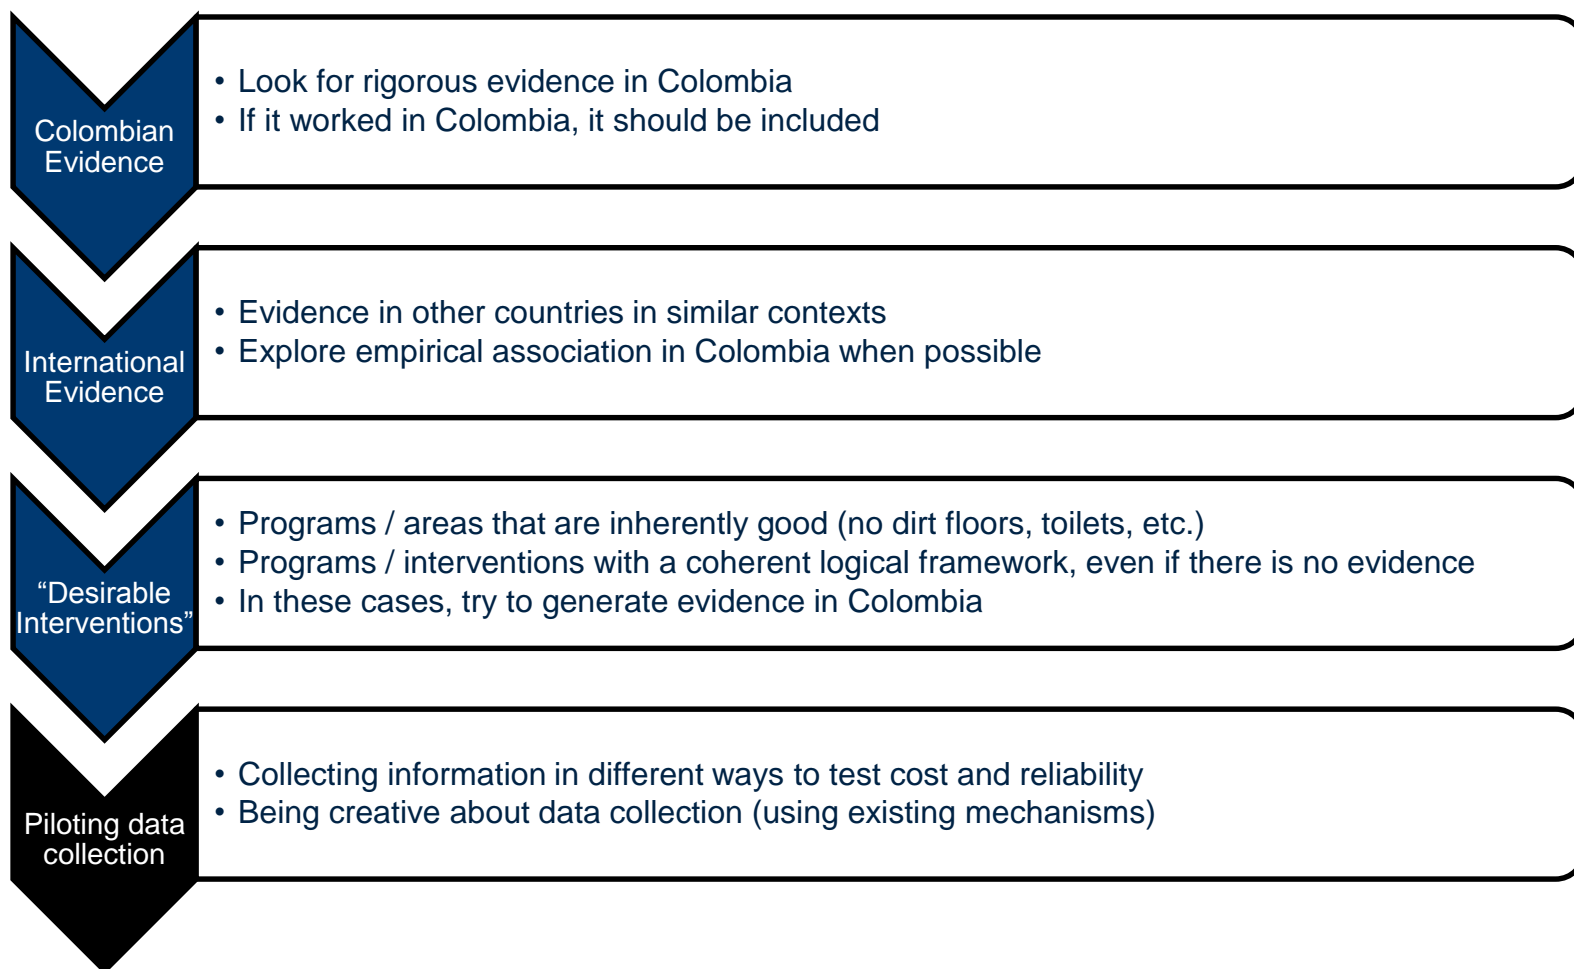 Colombian
Evidence
• Look for rigorous evidence in Colombia
• If it worked in Colombia, it should be included
International
Evidence
• Evidence in other countries in similar contexts
• Explore empirical association in Colombia when possible
“Desirable
Interventions”
• Programs / areas that are inherently good (no dirt floors, toilets, etc.)
• Programs / interventions with a coherent logical framework, even if there is no evidence
• In these cases, try to generate evidence in Colombia
Piloting data
collection
• Collecting information in different ways to test cost and reliability
• Being creative about data collection (using existing mechanisms)